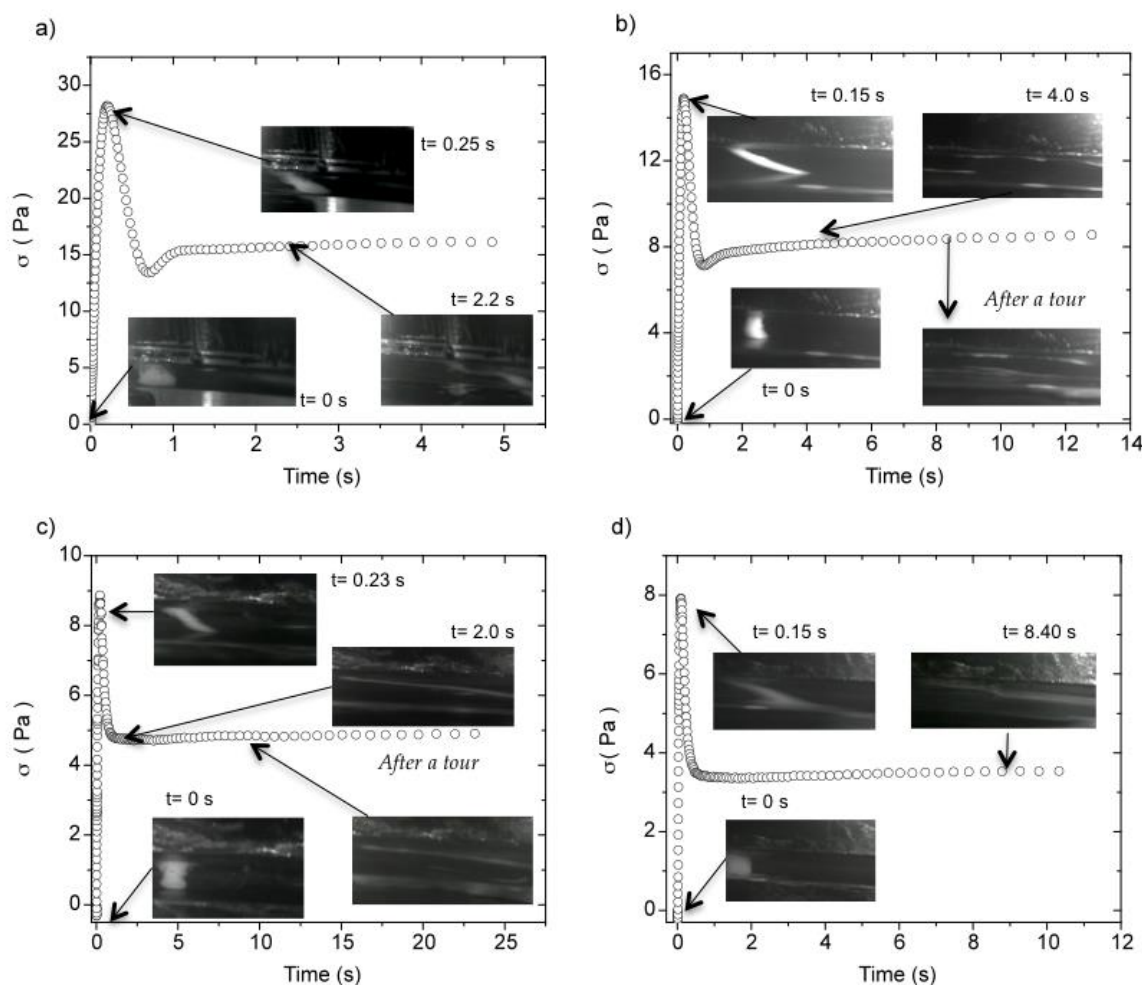 a)
σ ( Pa )
30
25
20
15
10
5
0
0
1
2
3
4
5
Time (s)
t= 0.25 s
t= 2.2 s
t= 0 s
b)
σ ( Pa)
16
12
8
4
0
0
2
4
6
8
10
12
14
Time (s)
t= 0.15 s
t= 4.0 s
After a tour
t= 0 s
c)
σ ( Pa )
10
8
6
4
2
0
0
5
10
15
20
25
Time (s)
t= 0.23 s
t= 2.0 s
After a tour
t= 0 s
d)
σ ( Pa )
8
6
4
2
0
0
2
4
6
8
10
12
Time (s)
t= 0.15 s
t= 8.40 s
t= 0 s